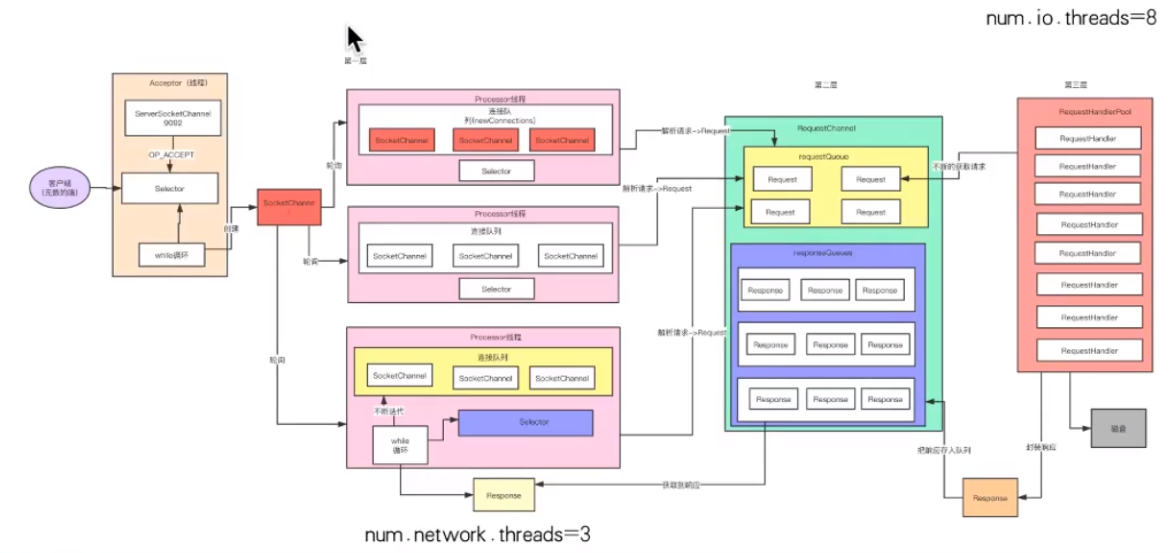 num.io.threads=8
第一层
第二层
第三层
Acceptor（线程）
ServerSocketChannel
9092
OP_ACCEPT
Selector
while循环
客户端
(无数的端)
创建
SocketChanne
l
轮询
轮询
轮询
Processor线程
连接队
列(newConnections)
SocketChannel
SocketChannel
SocketChannel
Selector
Processor线程
连接队列
SocketChannel
SocketChannel
SocketChannel
Selector
Processor线程
连接队列
SocketChannel
SocketChannel
SocketChannel
不断迭代
while
循环
Selector
Response
num.network.threads=3
解析请求->Request
解析请求->Request
解析请求->Request
RequestChannel
requestQueue
Request
Request
Request
Request
responseQueues
Response
Response
Response
Response
Response
Response
Response
Response
Response
获取到响应
不断的获取请求
RequestHandlerPool
RequestHandler
RequestHandler
RequestHandler
RequestHandler
RequestHandler
RequestHandler
RequestHandler
RequestHandler
磁盘
封装响应
把响应存入队列
Response